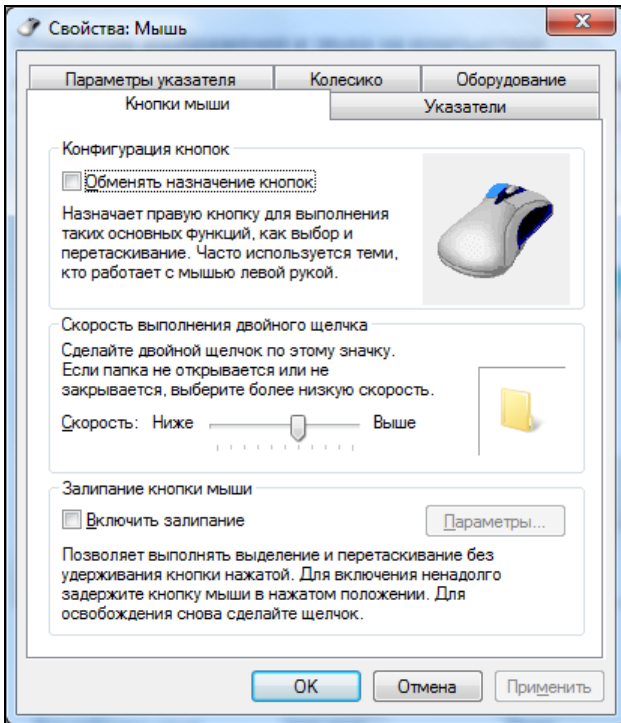 Свойства: Мышь
Параметры указателя
Колесико
Оборудование
Кнопки мыши
Указатели
Конфигурация кнопок
Обменять назначение кнопок
Назначает правую кнопку для выполнения
таких основных функций, как выбор и
перетаскивание. Часто используется теми,
кто работает с мышью левой рукой.
Скорость выполнения двойного щелчка
Сделайте двойной щелчок по этому значку.
Если папка не открывается или не
закрывается, выберите более низкую скорость.
Скорость: Ниже Выше
Залипание кнопки мыши
Включить залипание
Параметры...
Позволяет выполнять выделение и перетаскивание без
удерживания кнопки нажатой. Для включения ненадолго
задержите кнопку мыши в нажатом положении. Для
освобождения снова сделайте щелчок.
OK
Отмена
Применить